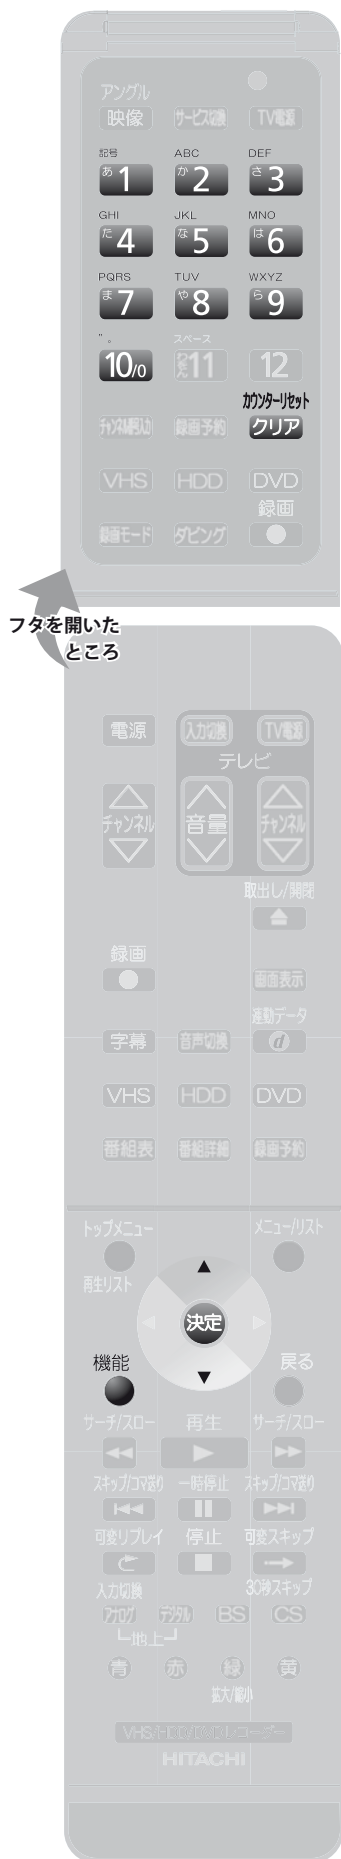 アングル
映像 サービス切換 TV電源
記号 ABC DEF
あ1 か2 さ3
GHI JKL MNO
た4 な5 は6
PQRS TUV WXYZ
ま7 や8 ら9
゛。 スペース
10/0 わをん11 12
カウンターリセット
チャンネル番号入力 録画予約 クリア
VHS HDD DVD
録画
録画モード ダビング
フタを開いた
ところ
電源 入力切換 TV電源
テレビ
チャンネル 音量 チャンネル
取出し/開閉
録画
画面表示
連動データ
字幕 音声切換 d
VHS HDD DVD
番組表 番組詳細 録画予約
トップメニュー メニュー/リスト
再生リスト
決定
機能 戻る
サーチ/スロー 再生 サーチ/スロー
スキップ/コマ送り 一時停止 スキップ/コマ送り
可変リプレイ 停止 可変スキップ
入力切換 30秒スキップ
アナログ デジタル BS CS
地上
青 赤 緑 黄
拡大/縮小
VHS/HDD/DVDレコーダー
HITACHI